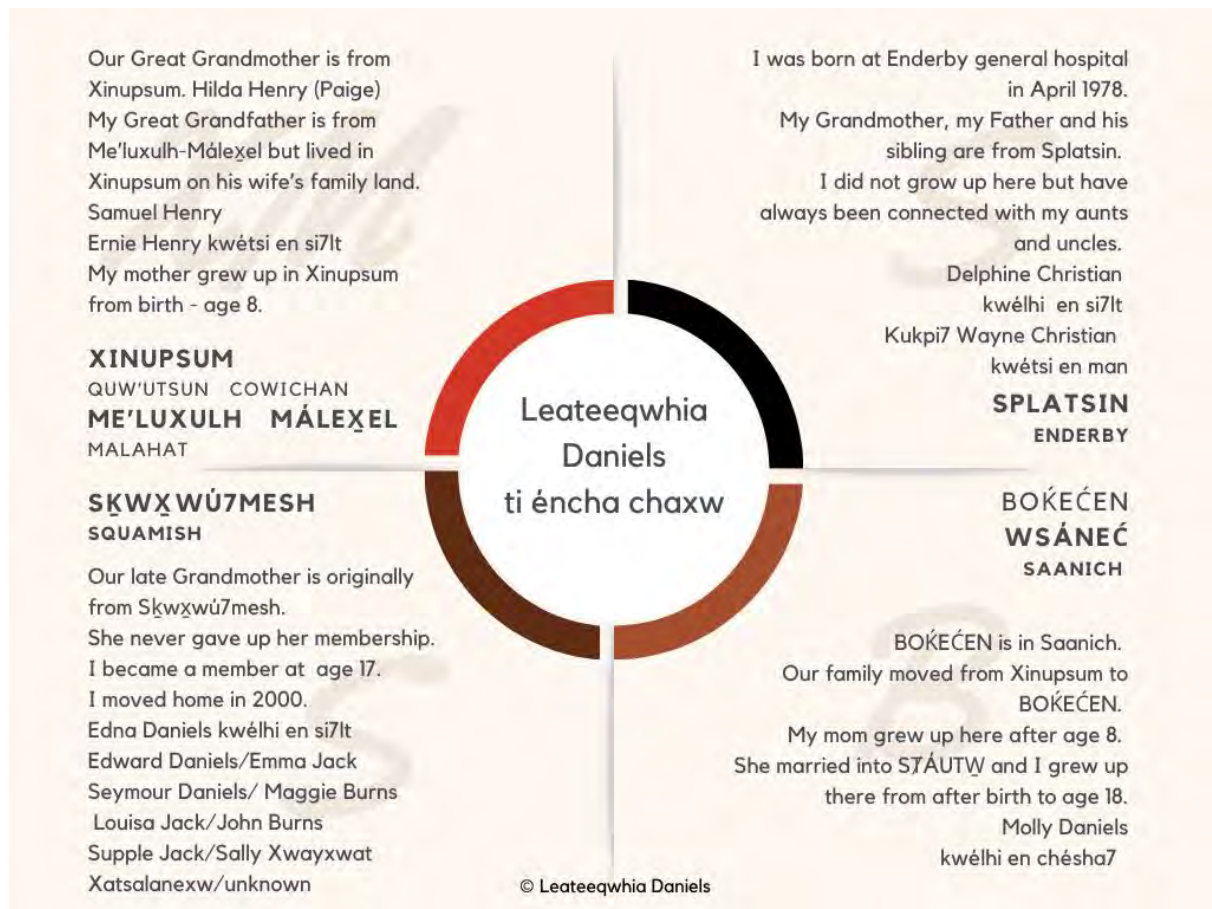 Our Great Grandmother is from
Xinupsum. Hilda Henry (Paige)
My Great Grandfather is from
Me'luxulh-Málex̱el but lived in
Xinupsum on his wife's family land.
Samuel Henry
Ernie Henry kwétsi en si7lt
My mother grew up in Xinupsum
from birth - age 8.
XINUPSUM
QUW'UTSUN COWICHAN
ME'LUXULH MÁLEX̱EL
MALAHAT
I was born at Enderby general hospital
in April 1978.
My Grandmother, my Father and his
sibling are from Splatsin.
I did not grow up here but have
always been connected with my aunts
and uncles.
Delphine Christian
kwélhi en si7lt
Kukpi7 Wayne Christian
kwétsi en man
SPLATSIN
ENDERBY
Leateeqwhia
Daniels
ti éncha chaxw
SḴWX̱WÚ7MESH
SQUAMISH
Our late Grandmother is originally
from Sḵwx̱wú7mesh.
She never gave up her membership.
I became a member at age 17.
I moved home in 2000.
Edna Daniels kwélhi en si7lt
Edward Daniels/Emma Jack
Seymour Daniels/ Maggie Burns
Louisa Jack/John Burns
Supple Jack/Sally Xwayxwat
Xatsalanexw/unknown
BOḰEĆEN
WSÁNEĆ
SAANICH
BOḰEĆEN is in Saanich.
Our family moved from Xinupsum to
BOḰEĆEN.
My mom grew up here after age 8.
She married into SȾÁUTW̱ and I grew up
there from after birth to age 18.
Molly Daniels
kwélhi en chésha7
© Leateeqwhia Daniels